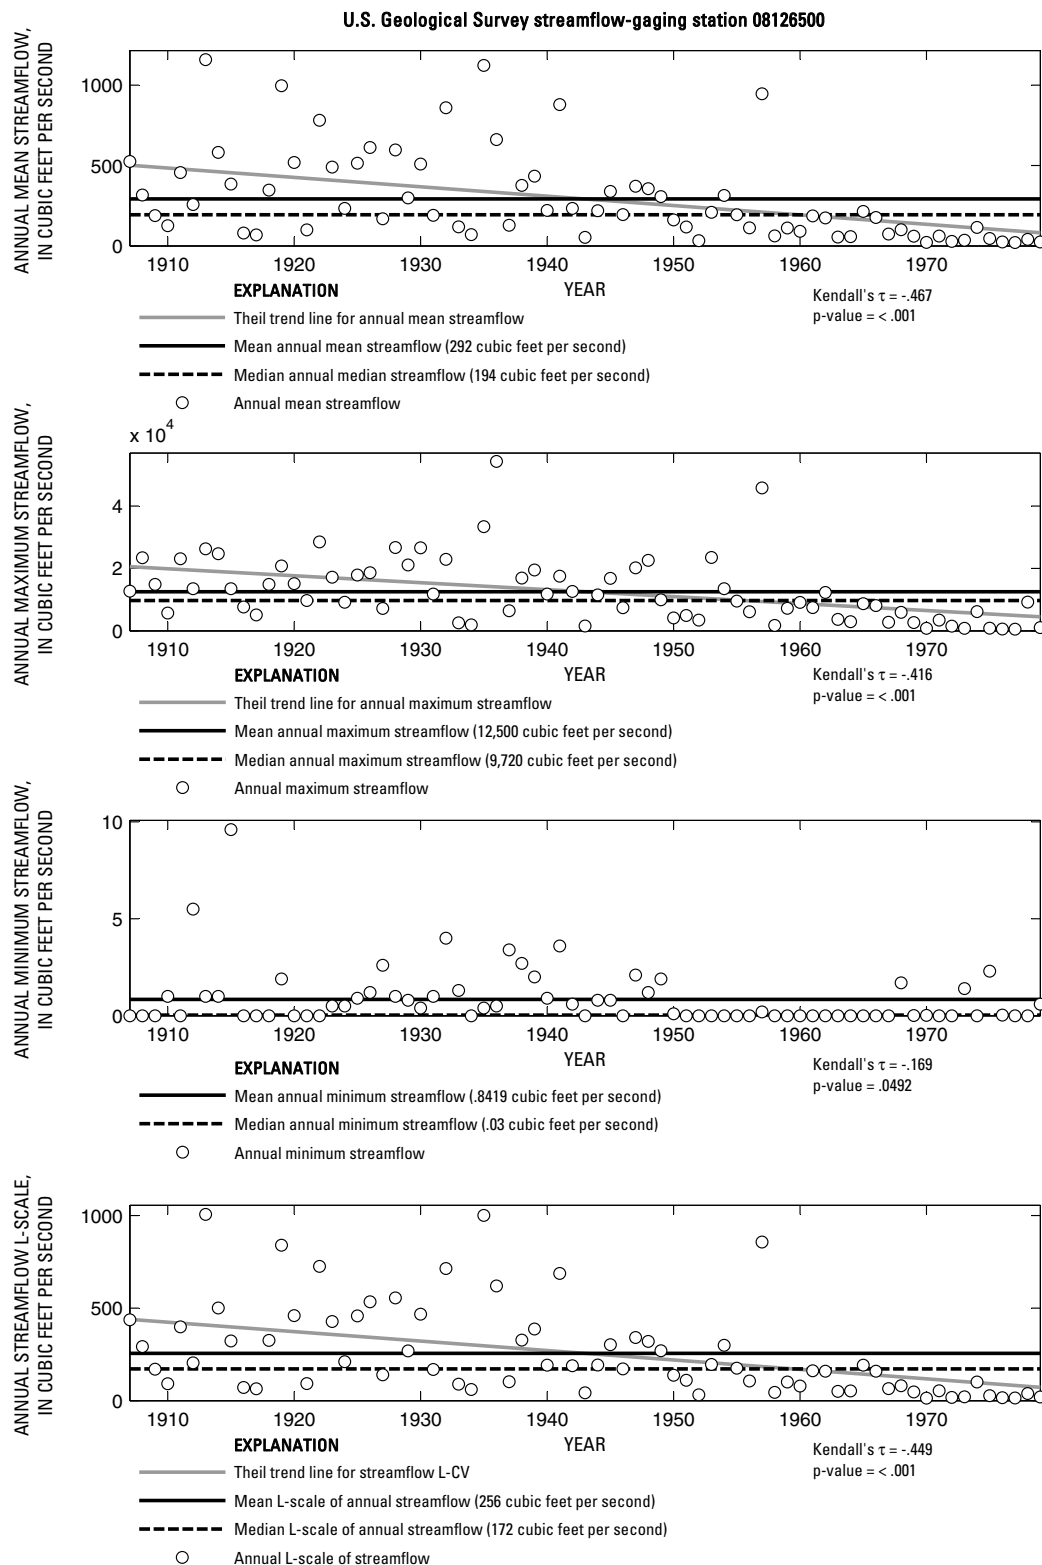 U.S. Geological Survey streamflow-gaging station 08126500
ANNUAL MEAN STREAMFLOW,
IN CUBIC FEET PER SECOND
1000
500
0
1910 1920 1930 1940 1950 1960 1970
YEAR
EXPLANATION
Theil trend line for annual mean streamflow
Mean annual mean streamflow (292 cubic feet per second)
Median annual median streamflow (194 cubic feet per second)
Annual mean streamflow
Kendall's τ = -.467
p-value = < .001
ANNUAL MAXIMUM STREAMFLOW,
IN CUBIC FEET PER SECOND
x 10^4
4
2
0
1910 1920 1930 1940 1950 1960 1970
YEAR
EXPLANATION
Theil trend line for annual maximum streamflow
Mean annual maximum streamflow (12,500 cubic feet per second)
Median annual maximum streamflow (9,720 cubic feet per second)
Annual maximum streamflow
Kendall's τ = -.416
p-value = < .001
ANNUAL MINIMUM STREAMFLOW,
IN CUBIC FEET PER SECOND
10
5
0
1910 1920 1930 1940 1950 1960 1970
YEAR
EXPLANATION
Mean annual minimum streamflow (.8419 cubic feet per second)
Median annual minimum streamflow (.03 cubic feet per second)
Annual minimum streamflow
Kendall's τ = -.169
p-value = .0492
ANNUAL STREAMFLOW L-SCALE,
IN CUBIC FEET PER SECOND
1000
500
0
1910 1920 1930 1940 1950 1960 1970
YEAR
EXPLANATION
Theil trend line for streamflow L-CV
Mean L-scale of annual streamflow (256 cubic feet per second)
Median L-scale of annual streamflow (172 cubic feet per second)
Annual L-scale of streamflow
Kendall's τ = -.449
p-value = < .001